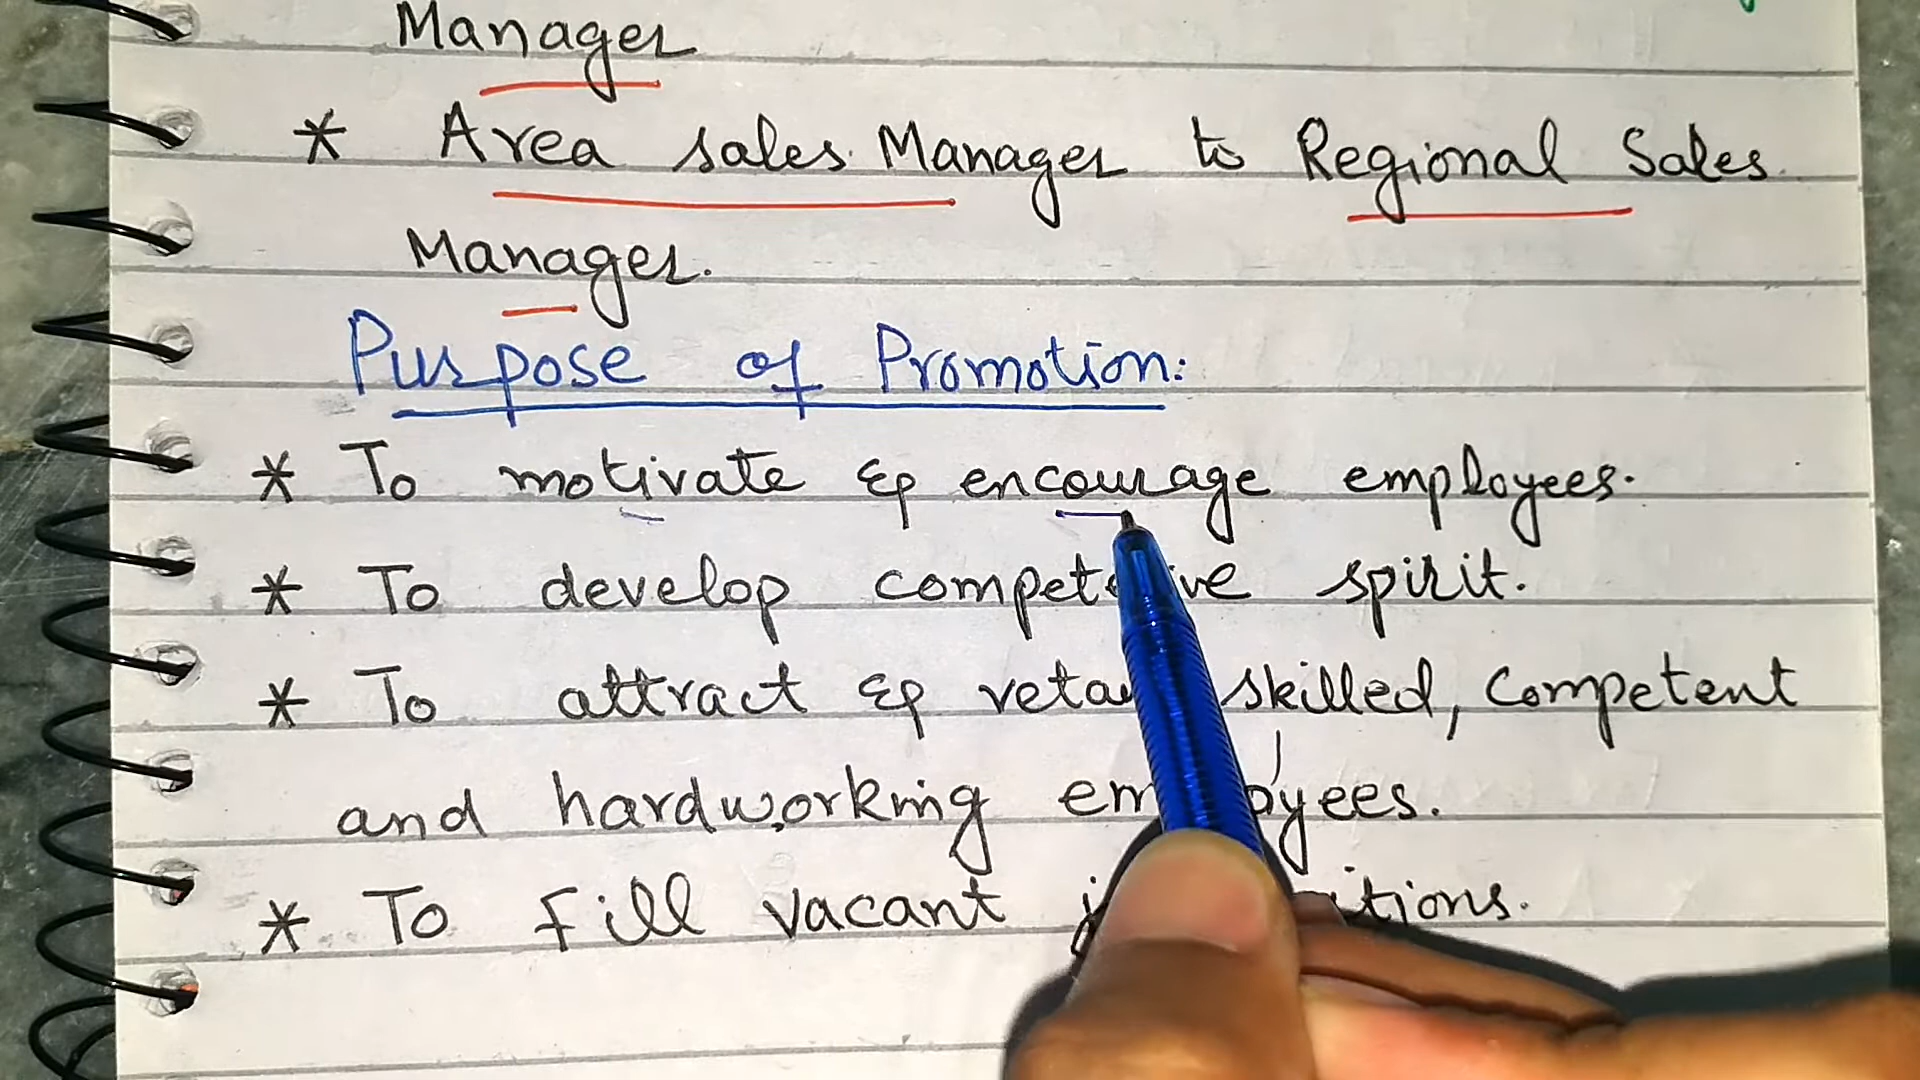 Manager
* Area sales Manager to Regional Sales
Manager.
Purpose of Promotion:
* To motivate & encourage employees.
* To develop spirit.
* To attract & skilled, competent
and hardworking
* To Fill vacant